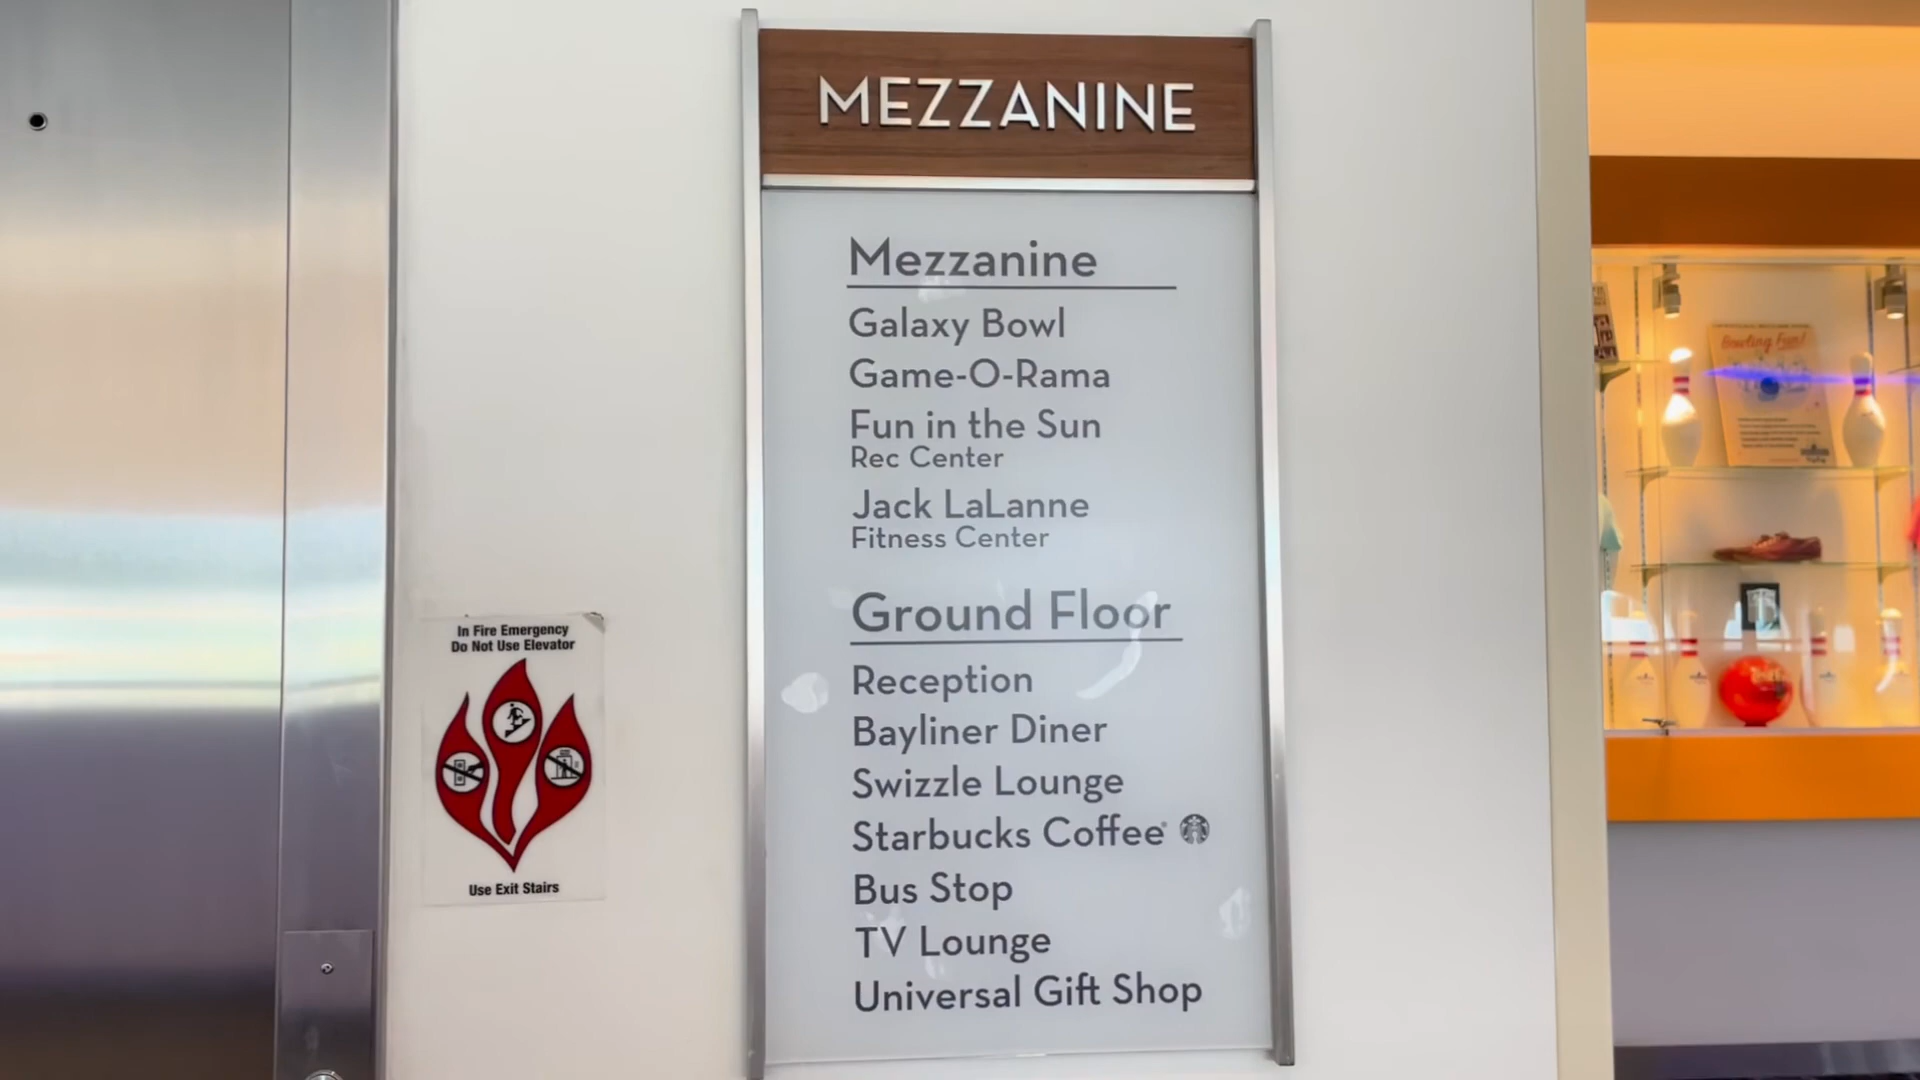 MEZZANINE
Mezzanine
Galaxy Bowl
Game-O-Rama
Fun in the Sun
Rec Center
Jack LaLanne
Fitness Center
Ground Floor
Reception
Bayliner Diner
Swizzle Lounge
Starbucks Coffee®
Bus Stop
TV Lounge
Universal Gift Shop
In Fire Emergency
Do Not Use Elevator
Use Exit Stairs
Bowling Fun!